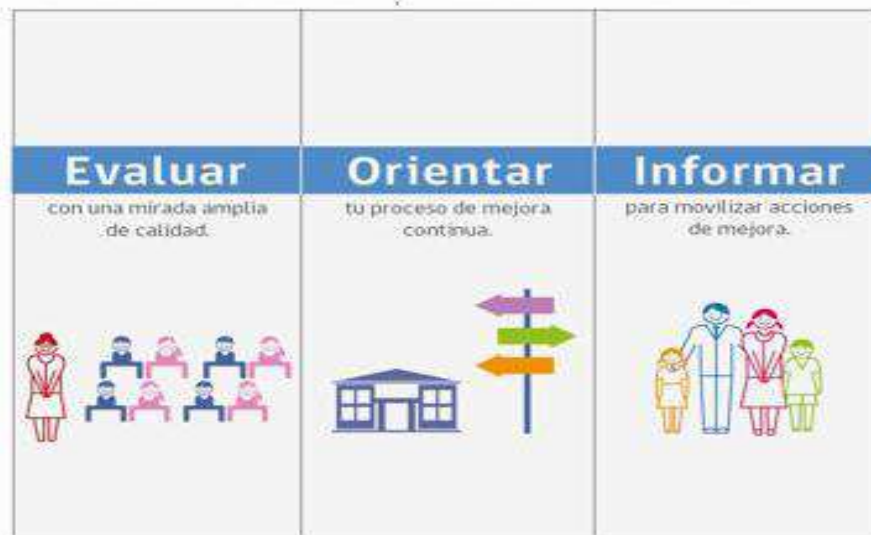 Evaluar
con una mirada amplia
de calidad.
Orientar
tu proceso de mejora
continua.
Informar
para movilizar acciones
de mejora.